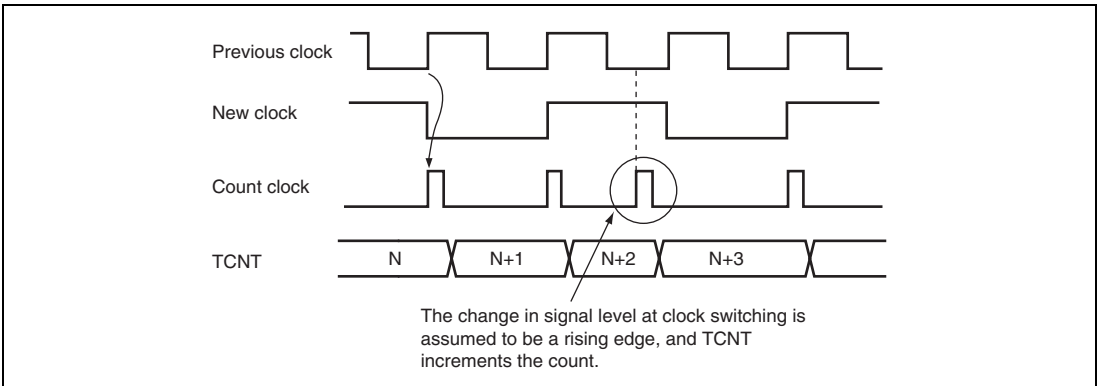 Previous clock
New clock
Count clock
TCNT
N
N+1
N+2
N+3
The change in signal level at clock switching is
assumed to be a rising edge, and TCNT
increments the count.